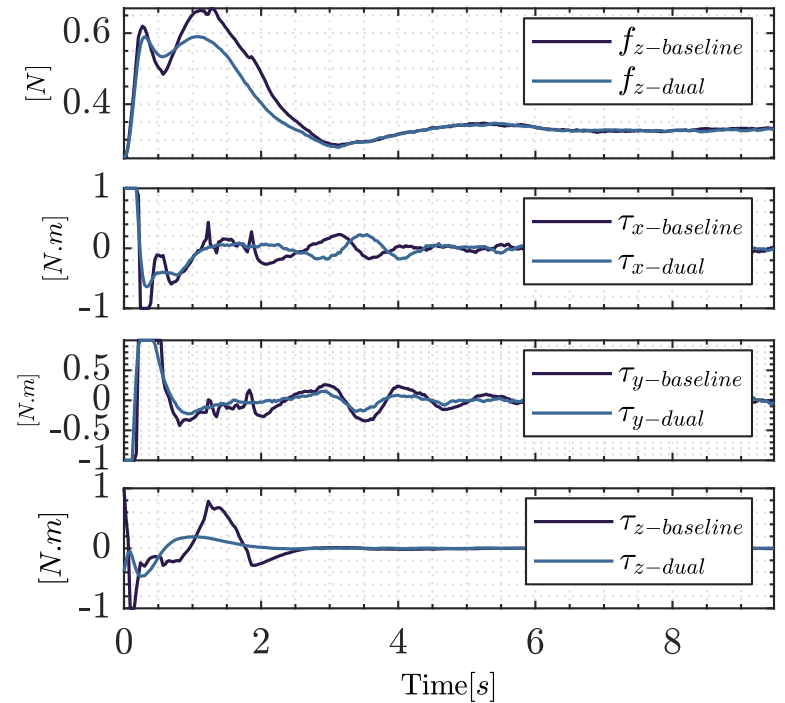 0.6
0.4
[N]
f_{z-baseline}
f_{z-dual}
1
0
-1
[N.m]
τ_{x-baseline}
τ_{x-dual}
0.5
0
-0.5
-1
[N.m]
τ_{y-baseline}
τ_{y-dual}
1
0
-1
[N.m]
τ_{z-baseline}
τ_{z-dual}
0 2 4 6 8
Time[s]